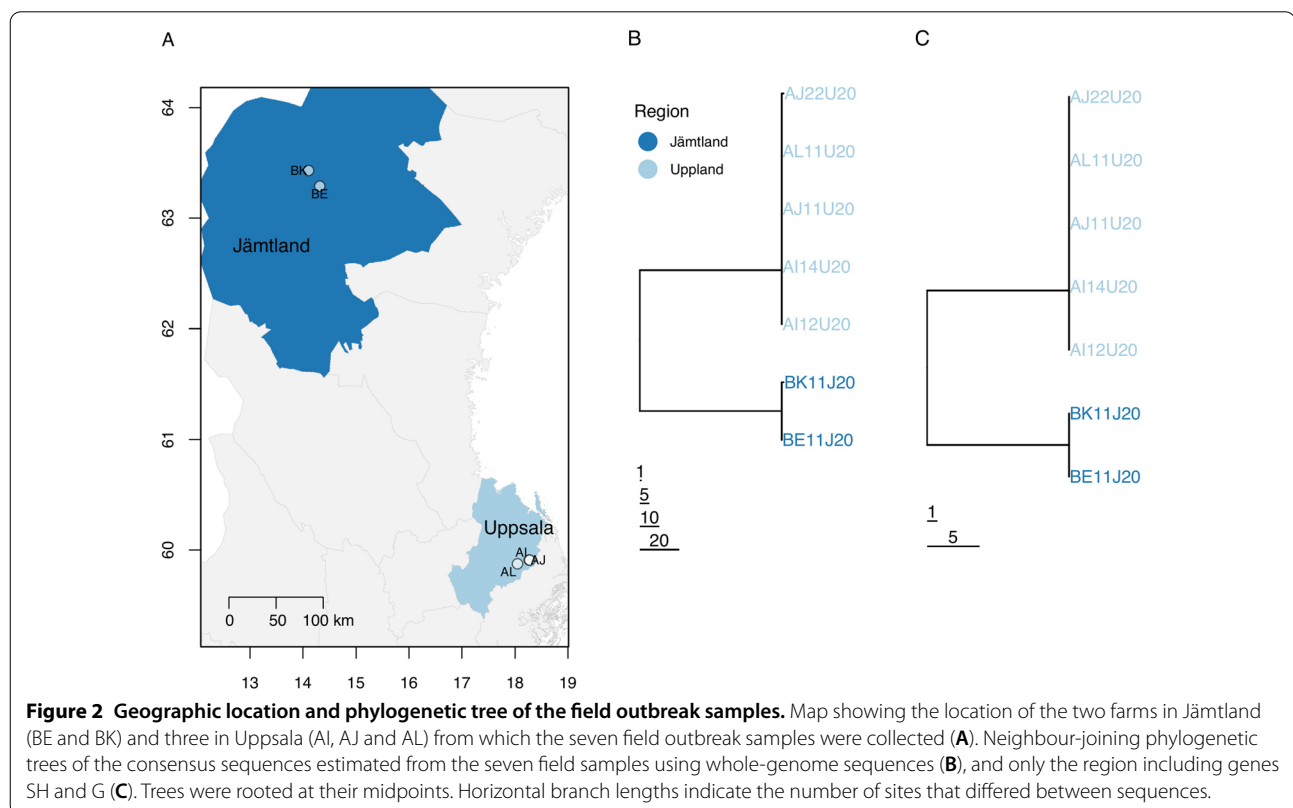 A
B
C
64
63
62
61
60
13
14
15
16
17
18
19
BK
BE
Jämtland
Uppsala
AI
AJ
AL
0 50 100 km
Region
Jämtland
Uppland
AJ22U20
AL11U20
AJ11U20
AI14U20
AI12U20
BK11J20
BE11J20
1
5
10
20
AJ22U20
AL11U20
AJ11U20
AI14U20
AI12U20
BK11J20
BE11J20
1
5
Figure 2 Geographic location and phylogenetic tree of the field outbreak samples. Map showing the location of the two farms in Jämtland
(BE and BK) and three in Uppsala (AI, AJ and AL) from which the seven field outbreak samples were collected (A). Neighbour-joining phylogenetic
trees of the consensus sequences estimated from the seven field samples using whole-genome sequences (B), and only the region including genes
SH and G (C). Trees were rooted at their midpoints. Horizontal branch lengths indicate the number of sites that differed between sequences.